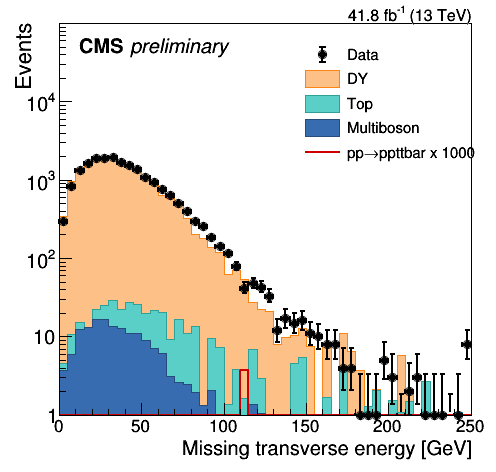 41.8 fb⁻¹ (13 TeV)
CMS preliminary
Data
DY
Top
Multiboson
pp→ppttbar x 1000
Events
10⁴
10³
10²
10
1
0 50 100 150 200 250
Missing transverse energy [GeV]